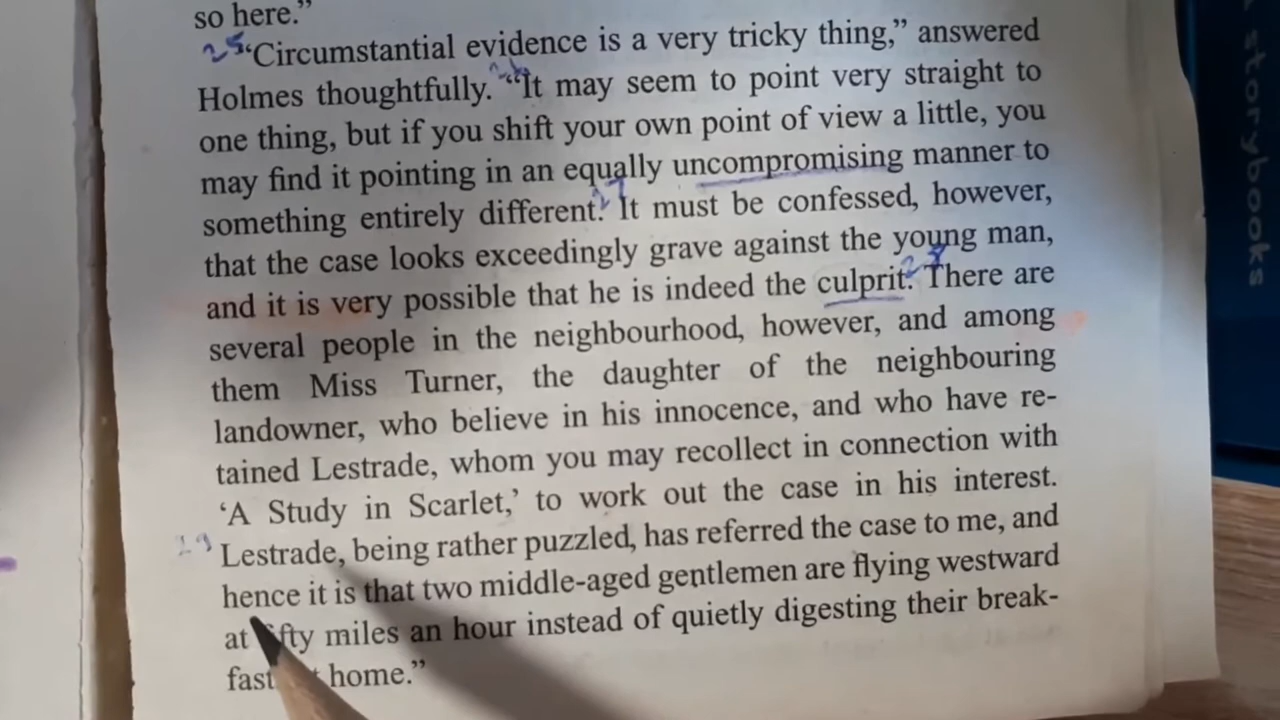 so here.”
25 “Circumstantial evidence is a very tricky thing,” answered
Holmes thoughtfully. 26 “It may seem to point very straight to
one thing, but if you shift your own point of view a little, you
may find it pointing in an equally uncompromising manner to
something entirely different. 27 It must be confessed, however,
that the case looks exceedingly grave against the young man,
and it is very possible that he is indeed the culprit. 28 There are
several people in the neighbourhood, however, and among
them Miss Turner, the daughter of the neighbouring
landowner, who believe in his innocence, and who have re-
tained Lestrade, whom you may recollect in connection with
‘A Study in Scarlet,’ to work out the case in his interest.
29 Lestrade, being rather puzzled, has referred the case to me, and
hence it is that two middle-aged gentlemen are flying westward
at fifty miles an hour instead of quietly digesting their break-
fast home.”
storybooks